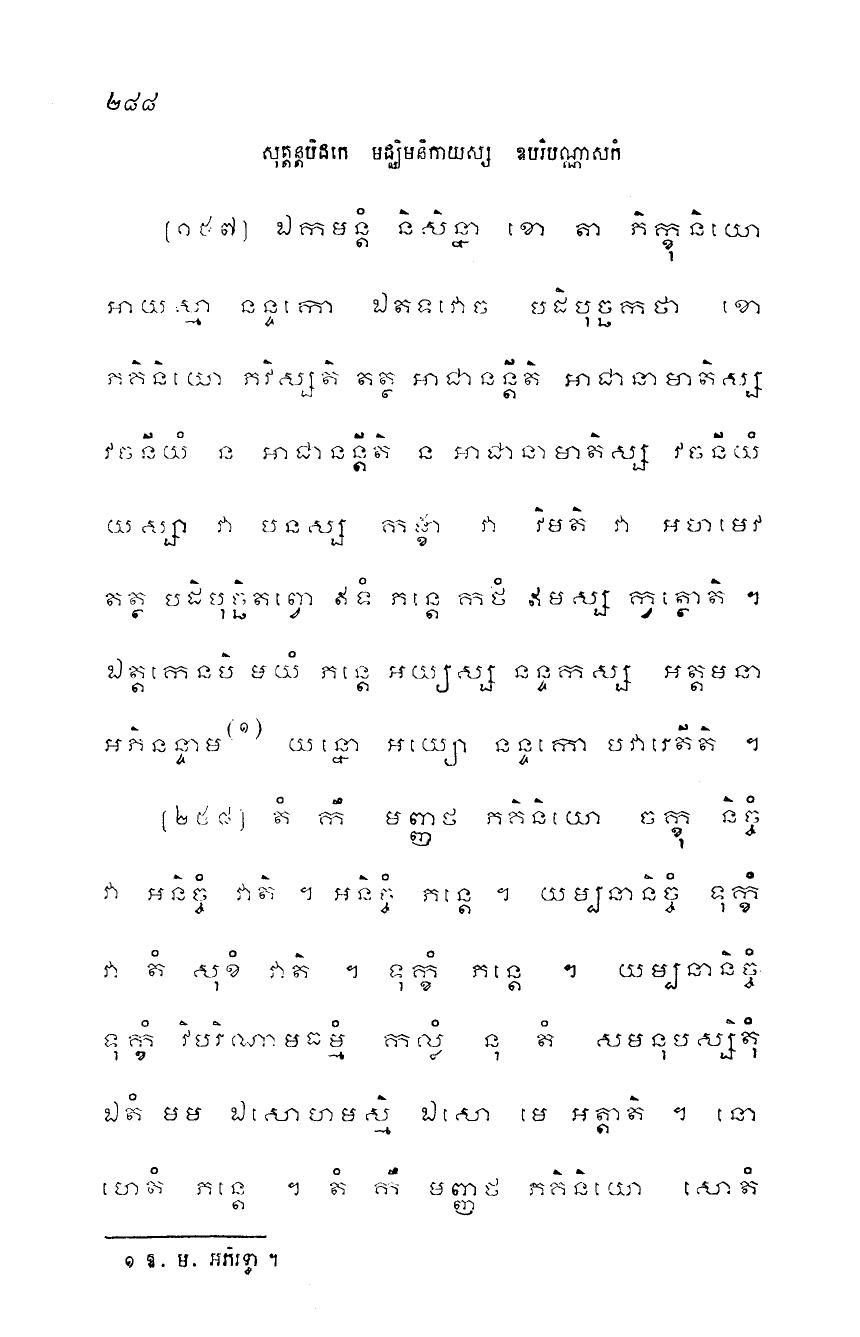 ២៨៨
សុត្តន្តបិដកេ មជ្ឈិមនិកាយស្ស ឧបរិបណ្ណាសកំ
(១៥៧) ឯកមន្តំ និសិន្នា ខោ តា ភិក្ខុនិយោ
អាយស្មា នន្ទកោ ឯតទវោច បដិបុច្ឆកថា ខោ
ភគិនិយោ ភវិស្សតិ តត្ថ អាជានន្តីតិ អាជានាមាតិស្ស
វចនីយំ ន អាជានន្តីតិ ន អាជានាមាតិស្ស វចនីយំ
យស្សា វា បនស្ស កង្ខា វា វិមតិ វា អហមេវ
តត្ថ បដិបុច្ឆិតព្វោ ឥទំ ភន្តេ កថំ ឥមស្ស ក្វត្ថោតិ ។
ឯត្តកេនបិ មយំ ភន្តេ អយ្យស្ស នន្ទកស្ស អត្តមនា
អភិនន្ទាម(១) យន្នោ អយ្យោ នន្ទកោ បវារេតីតិ ។
(២៥៨) តំ កឹ មញ្ញថ ភគិនិយោ ចក្ខុ និច្ចំ
វា អនិច្ចំ វាតិ ។ អនិច្ចំ ភន្តេ ។ យម្បនានិច្ចំ ទុក្ខំ
វា តំ សុខំ វាតិ ។ ទុក្ខំ ភន្តេ ។ យម្បនានិច្ចំ
ទុក្ខំ វិបរិណាមធម្មំ កល្លំ នុ តំ សមនុបស្សិតុំ
ឯតំ មម ឯសោហមស្មិ ឯសោ មេ អត្តាតិ ។ នោ
ហេតំ ភន្តេ ។ តំ កឹ មញ្ញថ ភគិនិយោ សោតំ
១ ឱ. ម. អភិរទ្ធា ។